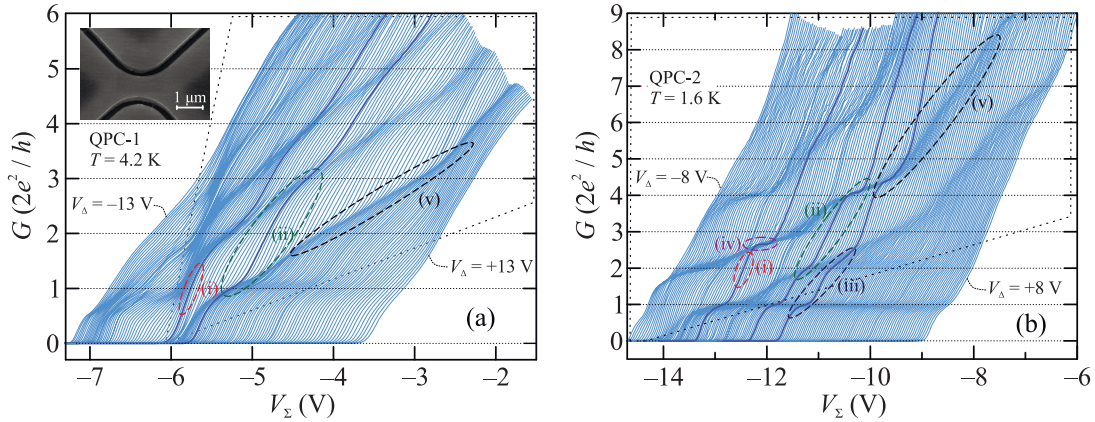 6
5
4
3
2
1
0
G (2e² / h)
1 μm
QPC-1
T = 4.2 K
V_Δ = –13 V
(i)
(ii)
(v)
V_Δ = +13 V
(a)
–7
–6
–5
–4
–3
–2
V_Σ (V)
9
8
7
6
5
4
3
2
1
0
G (2e² / h)
QPC-2
T = 1.6 K
V_Δ = –8 V
(v)
(ii)
(iv)
(i)
(iii)
V_Δ = +8 V
(b)
–14
–12
–10
–8
–6
V_Σ (V)